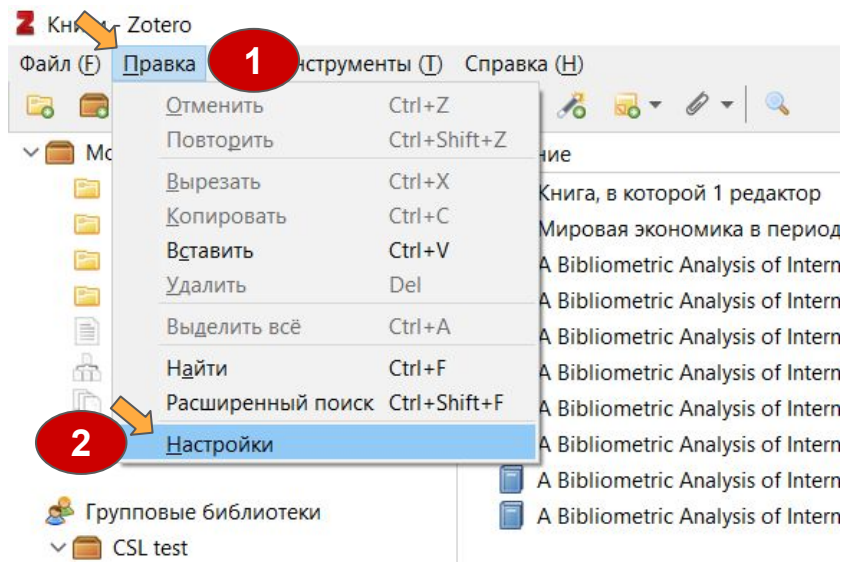 Zotero
Файл (F) Правка 1 Инструменты (T) Справка (H)
Отменить Ctrl+Z
Повторить Ctrl+Shift+Z
Вырезать Ctrl+X
Копировать Ctrl+C
Вставить Ctrl+V
Удалить Del
Выделить всё Ctrl+A
Найти Ctrl+F
Расширенный поиск Ctrl+Shift+F
2 Настройки
Групповые библиотеки
CSL test
Книга, в которой 1 редактор
Мировая экономика в период
A Bibliometric Analysis of Intern
A Bibliometric Analysis of Intern
A Bibliometric Analysis of Intern
A Bibliometric Analysis of Intern
A Bibliometric Analysis of Intern
A Bibliometric Analysis of Intern
A Bibliometric Analysis of Intern
A Bibliometric Analysis of Intern